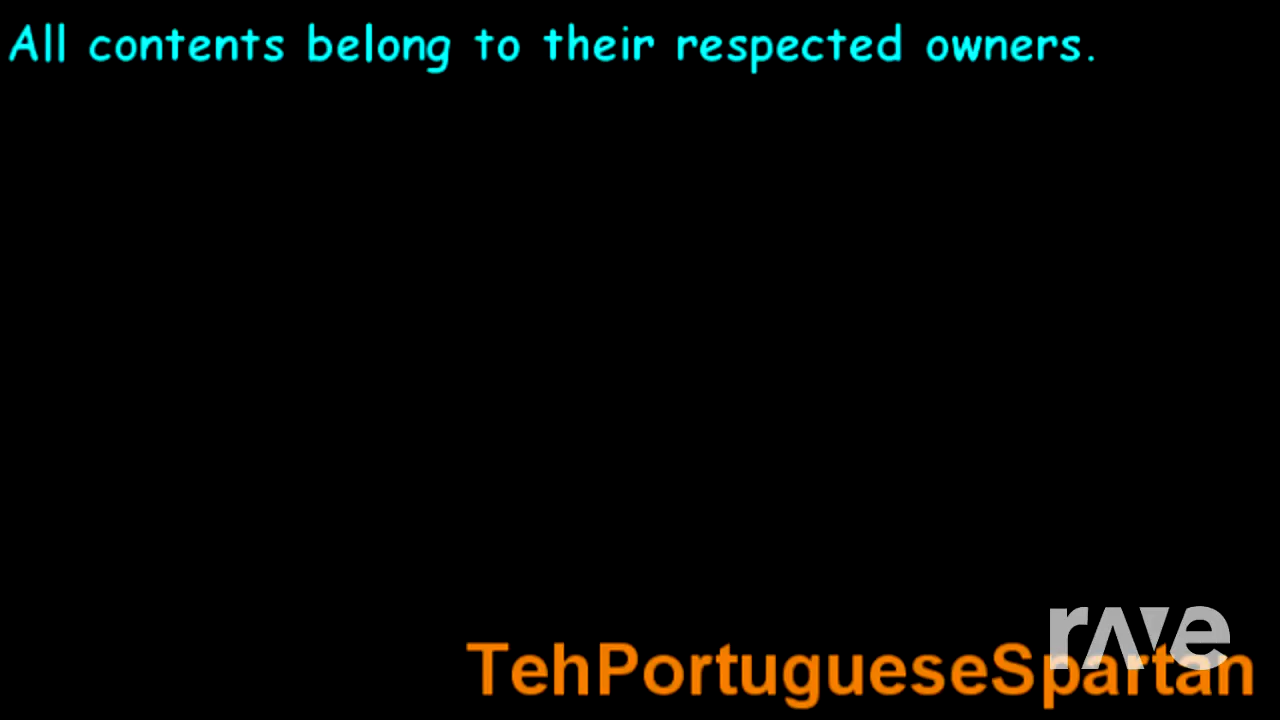 All contents belong to their respected owners.
rave
TehPortugueseSpartan